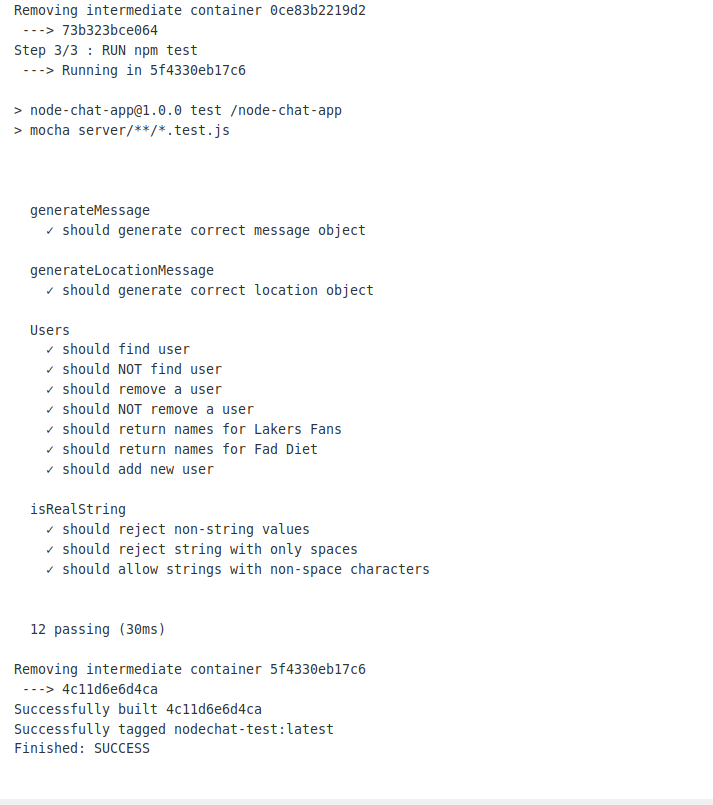 Removing intermediate container 0ce83b2219d2
 ---> 73b323bce064
Step 3/3 : RUN npm test
 ---> Running in 5f4330eb17c6

> node-chat-app@1.0.0 test /node-chat-app
> mocha server/**/*.test.js

  generateMessage
    ✓ should generate correct message object

  generateLocationMessage
    ✓ should generate correct location object

  Users
    ✓ should find user
    ✓ should NOT find user
    ✓ should remove a user
    ✓ should NOT remove a user
    ✓ should return names for Lakers Fans
    ✓ should return names for Fad Diet
    ✓ should add new user

  isRealString
    ✓ should reject non-string values
    ✓ should reject string with only spaces
    ✓ should allow strings with non-space characters

  12 passing (30ms)

Removing intermediate container 5f4330eb17c6
 ---> 4c11d6e6d4ca
Successfully built 4c11d6e6d4ca
Successfully tagged nodechat-test:latest
Finished: SUCCESS